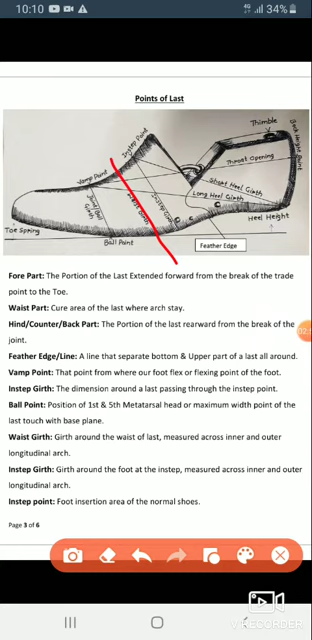 10:10
4G
34%
Points of Last
Thimble
Instep Point
Back Height Point
Throat Opening
Vamp Point
Short Heel Girth
Long Heel Girth
Instep Girth
Waist Girth
Girth
Toe Spring
Ball Point
Heel Height
Feather Edge
Fore Part: The Portion of the Last Extended forward from the break of the trade
point to the Toe.
Waist Part: Cure area of the last where arch stay.
Hind/Counter/Back Part: The Portion of the last rearward from the break of the
joint.
Feather Edge/Line: A line that separate bottom & Upper part of a last all around.
Vamp Point: That point from where our foot flex or flexing point of the foot.
Instep Girth: The dimension around a last passing through the instep point.
Ball Point: Position of 1st & 5th Metatarsal head or maximum width point of the
last touch with base plane.
Waist Girth: Girth around the waist of last, measured across inner and outer
longitudinal arch.
Instep Girth: Girth around the foot at the instep, measured across inner and outer
longitudinal arch.
Instep point: Foot insertion area of the normal shoes.
Page 3 of 6
V RECORDER